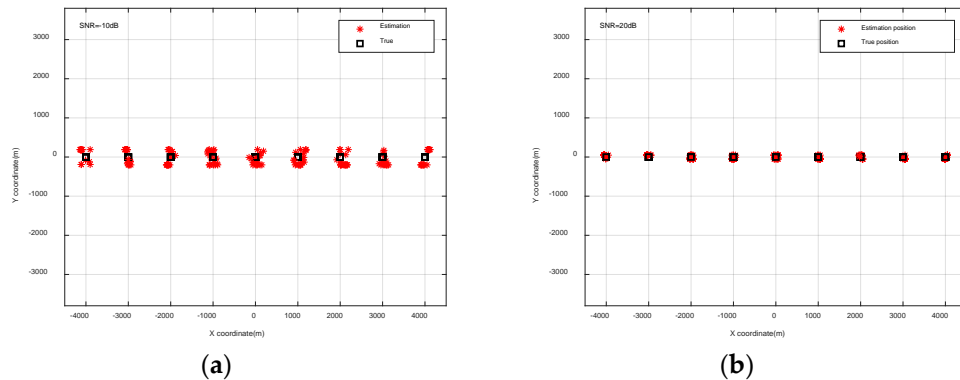 SNR=-10dB
Estimation
True
3000
2000
1000
0
-1000
-2000
-3000
Y coordinate(m)
-4000 -3000 -2000 -1000 0 1000 2000 3000 4000
X coordinate(m)
(a)
SNR=20dB
Estimation position
True position
3000
2000
1000
0
-1000
-2000
-3000
Y coordinate(m)
-4000 -3000 -2000 -1000 0 1000 2000 3000 4000
X coordinate(m)
(b)